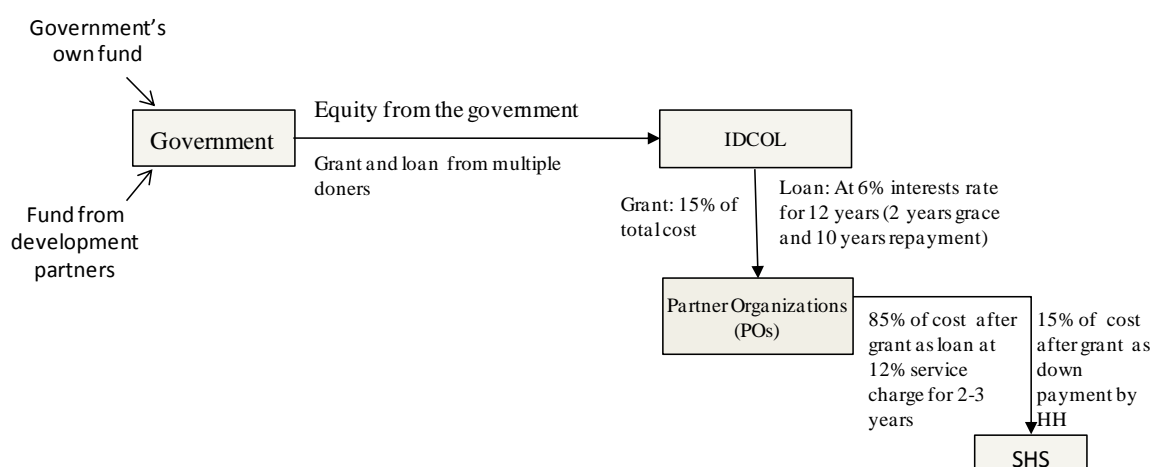 Government's
own fund
Government
Fund from
development
partners
Equity from the government
Grant and loan from multiple
doners
IDCOL
Grant: 15% of
total cost
Loan: At 6% interests rate
for 12 years (2 years grace
and 10 years repayment)
Partner Organizations
(POs)
85% of cost after
grant as loan at
12% service
charge for 2-3
years
15% of cost
after grant as
down
payment by
HH
SHS